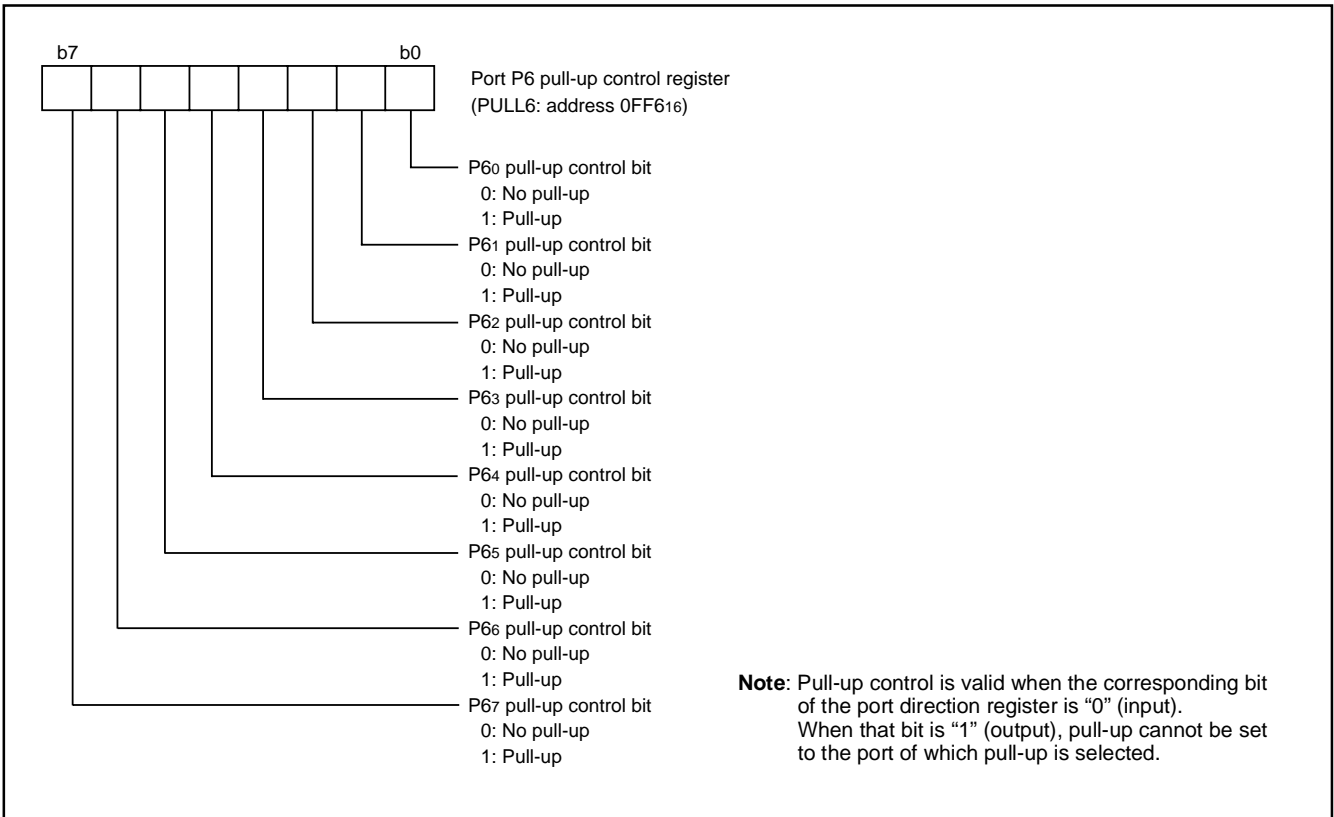 b7 b0
Port P6 pull-up control register
(PULL6: address 0FF616)
P60 pull-up control bit
0: No pull-up
1: Pull-up
P61 pull-up control bit
0: No pull-up
1: Pull-up
P62 pull-up control bit
0: No pull-up
1: Pull-up
P63 pull-up control bit
0: No pull-up
1: Pull-up
P64 pull-up control bit
0: No pull-up
1: Pull-up
P65 pull-up control bit
0: No pull-up
1: Pull-up
P66 pull-up control bit
0: No pull-up
1: Pull-up
P67 pull-up control bit
0: No pull-up
1: Pull-up
Note: Pull-up control is valid when the corresponding bit
of the port direction register is “0” (input).
When that bit is “1” (output), pull-up cannot be set
to the port of which pull-up is selected.